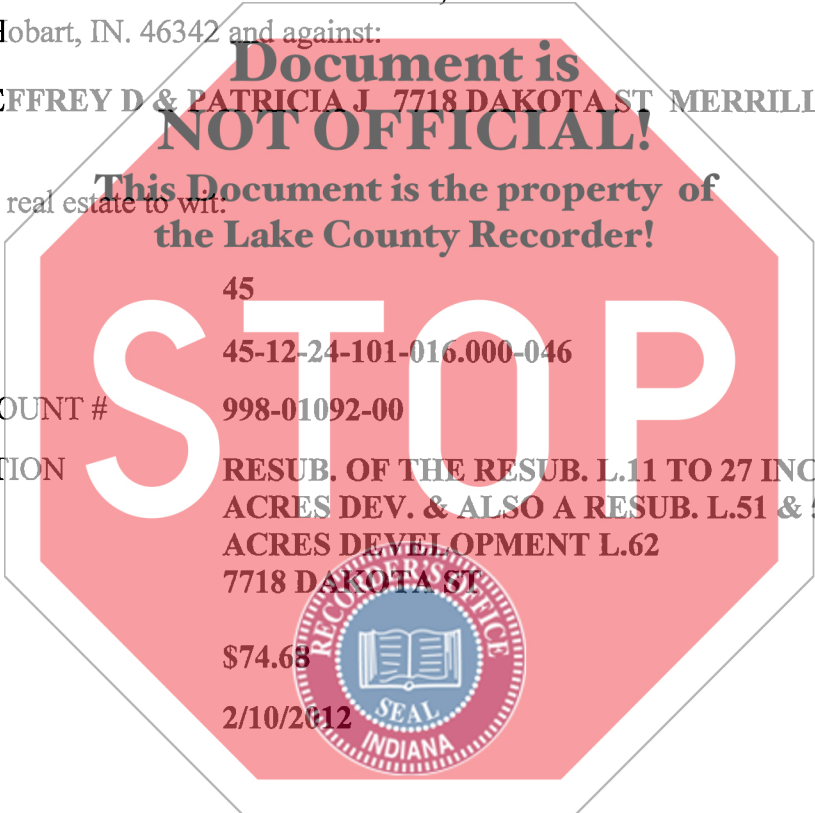 Hobart, IN. 46342 and against:
Document is
EFFREY D & PATRICIA J 7718 DAKOTA ST MERRILL
NOT OFFICIAL!
This Document is the property of
real estate to wit:
the Lake County Recorder!
45
STOP
45-12-24-101-016.000-046
OUNT # 998-01092-00
TION RESUB. OF THE RESUB. L.11 TO 27 INC
ACRES DEV. & ALSO A RESUB. L.51 &
ACRES DEVELOPMENT L.62
7718 DAKOTA ST
RECORDER'S OFFICE
$74.68
2/10/2012
SEAL
INDIANA